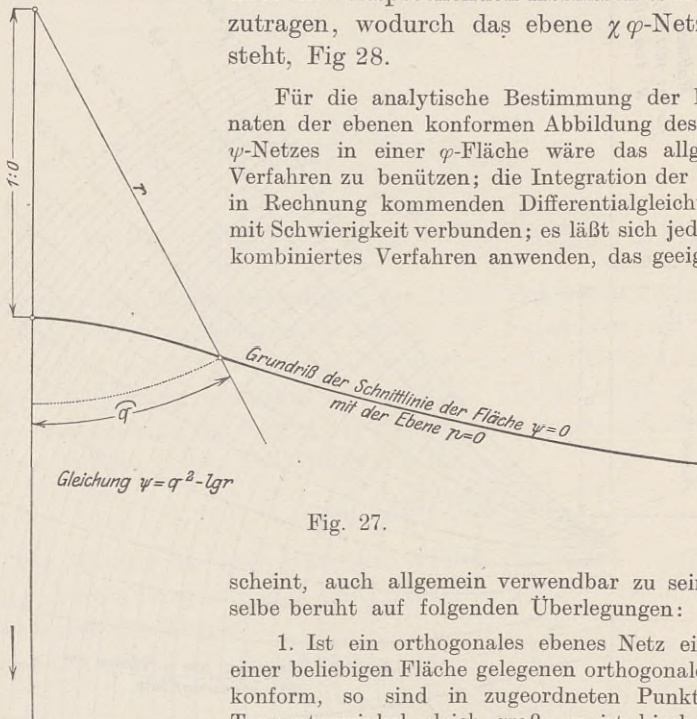 zutragen, wodurch das ebene χ φ-Netz
steht, Fig 28.
Für die analytische Bestimmung der
naten der ebenen konformen Abbildung des
ψ-Netzes in einer φ-Fläche wäre das allg
Verfahren zu benützen; die Integration der
in Rechnung kommenden Differentialgleich
mit Schwierigkeit verbunden; es läßt sich jed
kombiniertes Verfahren anwenden, das geeig
1:0
r
Grundriß der Schnittlinie der Fläche ψ=0
mit der Ebene n=0
q
Gleichung ψ=q²-lgr
Fig. 27.
scheint, auch allgemein verwendbar zu sein
selbe beruht auf folgenden Überlegungen:
1. Ist ein orthogonales ebenes Netz ei
einer beliebigen Fläche gelegenen orthogonale
konform, so sind in zugeordneten Punkt